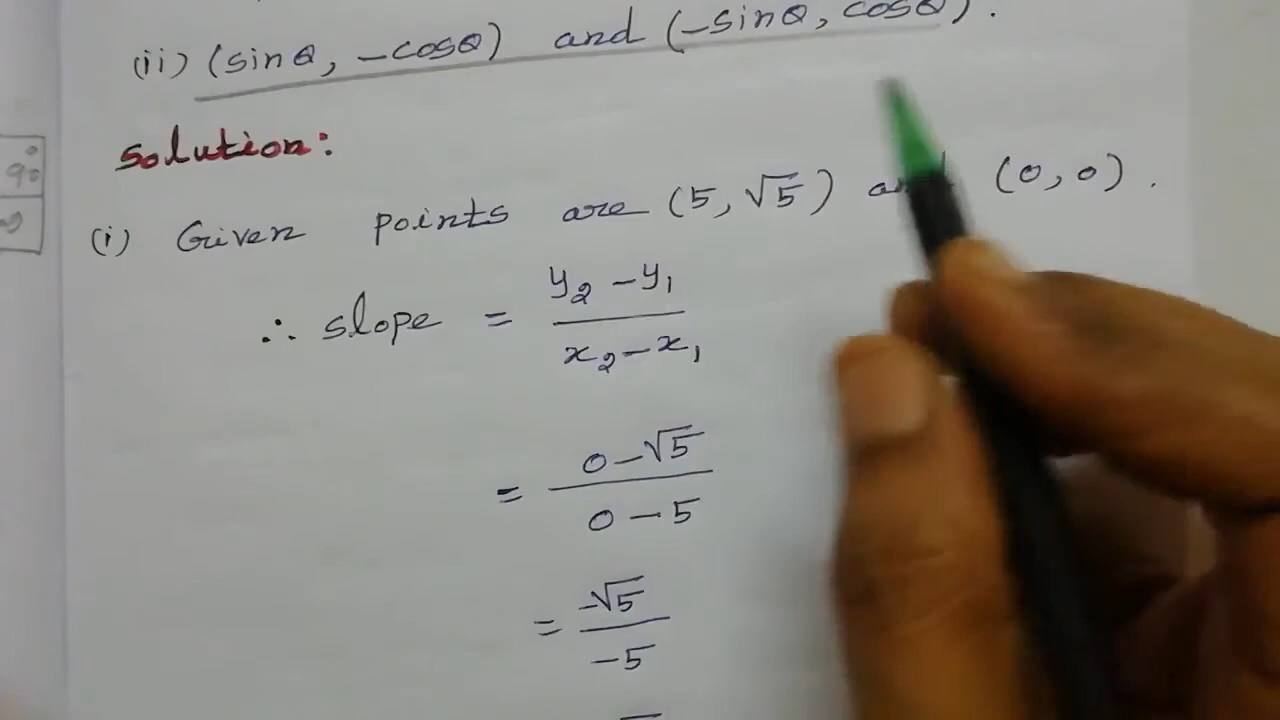 (ii) (sinθ, -cosθ) and (-sinθ, cosθ).
Solution:
(i) Given points are (5, √5) and (0, 0).
∴ slope = y₂ - y₁
x₂ - x₁
= 0 - √5
0 - 5
= -√5
-5
90°